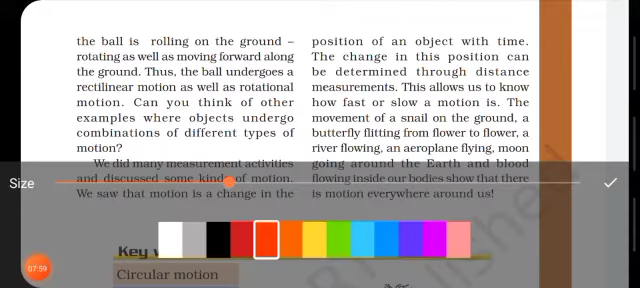 the ball is rolling on the ground –
rotating as well as moving forward along
the ground. Thus, the ball undergoes a
rectilinear motion as well as rotational
motion. Can you think of other
examples where objects undergo
combinations of different types of
motion?
We did many measurement activities
and discussed some kinds of motion.
We saw that motion is a change in the
position of an object with time.
The change in this position can
be determined through distance
measurements. This allows us to know
how fast or slow a motion is. The
movement of a snail on the ground, a
butterfly flitting from flower to flower, a
river flowing, an aeroplane flying, moon
going around the Earth and blood
flowing inside our bodies show that there
is motion everywhere around us!
Size
Key
Circular motion
07:59